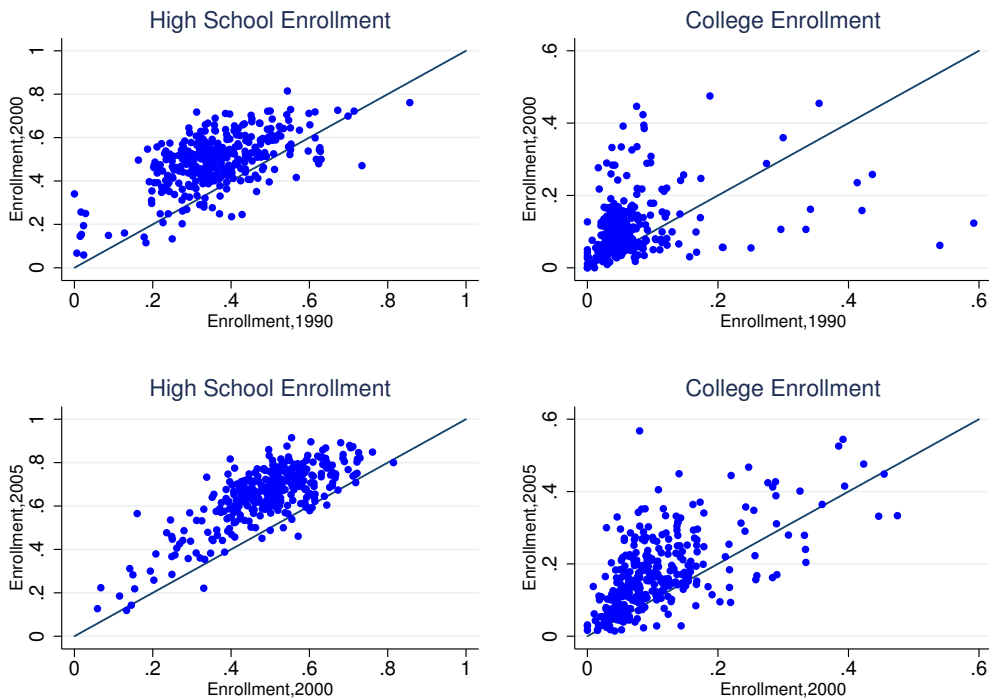 High School Enrollment
Enrollment,2000
1
.8
.6
.4
.2
0
0 .2 .4 .6 .8 1
Enrollment,1990
College Enrollment
Enrollment,2000
.6
.4
.2
0
0 .2 .4 .6
Enrollment,1990
High School Enrollment
Enrollment,2005
1
.8
.6
.4
.2
0
0 .2 .4 .6 .8 1
Enrollment,2000
College Enrollment
Enrollment,2005
.6
.4
.2
0
0 .2 .4 .6
Enrollment,2000